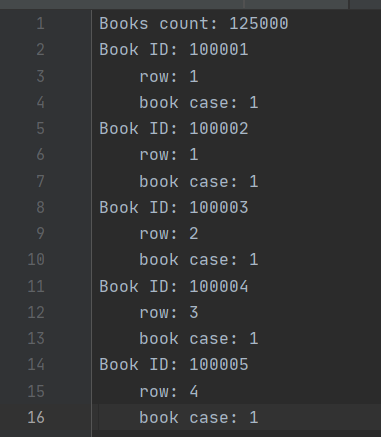 1 Books count: 125000
2 Book ID: 100001
3     row: 1
4     book case: 1
5 Book ID: 100002
6     row: 1
7     book case: 1
8 Book ID: 100003
9     row: 2
10     book case: 1
11 Book ID: 100004
12     row: 3
13     book case: 1
14 Book ID: 100005
15     row: 4
16     book case: 1